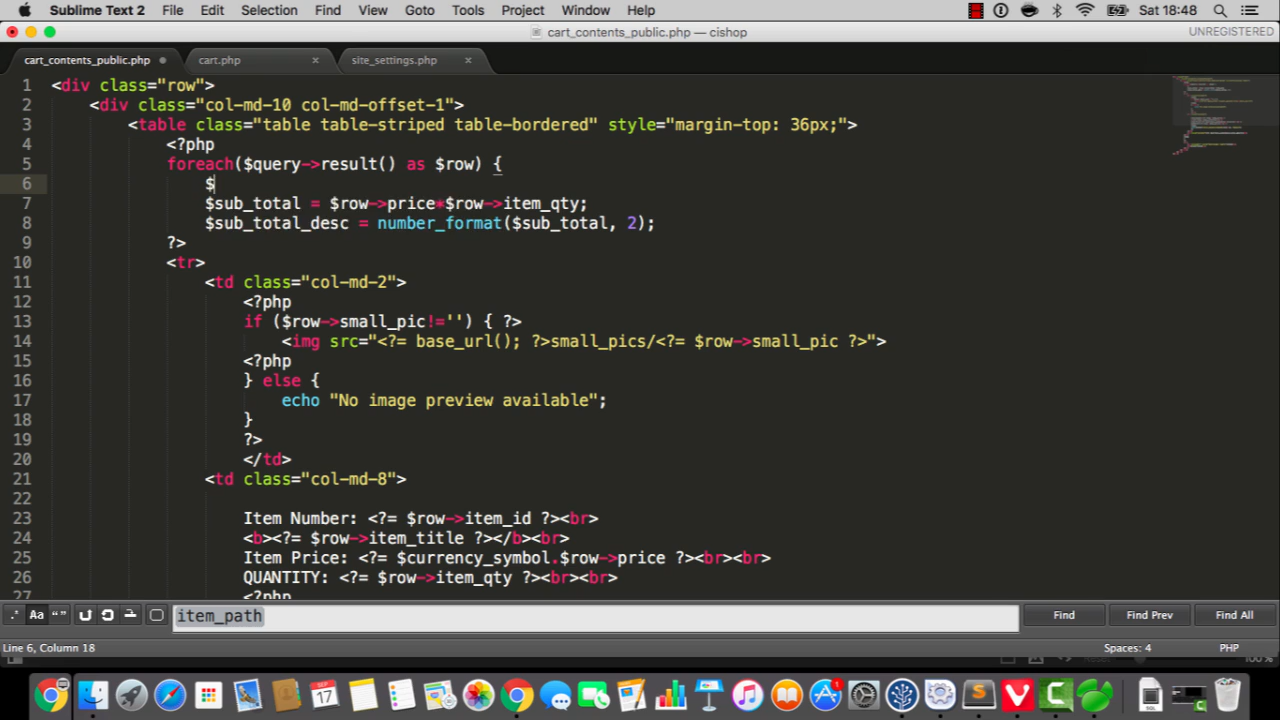 Sublime Text 2 File Edit Selection Find View Goto Tools Project Window Help Sat 18:48
cart_contents_public.php — cishop UNREGISTERED
cart_contents_public.php cart.php site_settings.php
1 <div class="row">
2 <div class="col-md-10 col-md-offset-1">
3 <table class="table table-striped table-bordered" style="margin-top: 36px;">
4 <?php
5 foreach($query->result() as $row) {
6 $
7 $sub_total = $row->price*$row->item_qty;
8 $sub_total_desc = number_format($sub_total, 2);
9 ?>
10 <tr>
11 <td class="col-md-2">
12 <?php
13 if ($row->small_pic!='') { ?>
14 <img src="<?= base_url(); ?>small_pics/<?= $row->small_pic ?>">
15 <?php
16 } else {
17 echo "No image preview available";
18 }
19 ?>
20 </td>
21 <td class="col-md-8">
22
23 Item Number: <?= $row->item_id ?><br>
24 <b><?= $row->item_title ?></b><br>
25 Item Price: <?= $currency_symbol.$row->price ?><br><br>
26 QUANTITY: <?= $row->item_qty ?><br><br>
27 <?php
.* Aa “” item_path Find Find Prev Find All
Line 6, Column 18 Spaces: 4 PHP
100 %
SEP 17